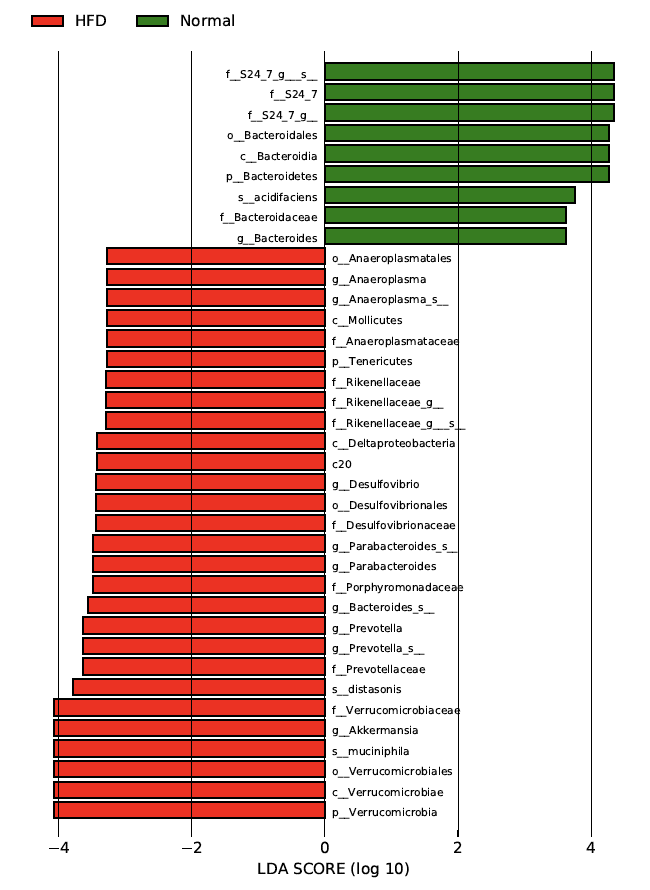 HFD Normal
f__S24_7_g___s__
f__S24_7
f__S24_7_g__
o__Bacteroidales
c__Bacteroidia
p__Bacteroidetes
s__acidifaciens
f__Bacteroidaceae
g__Bacteroides
o__Anaeroplasmatales
g__Anaeroplasma
g__Anaeroplasma_s__
c__Mollicutes
f__Anaeroplasmataceae
p__Tenericutes
f__Rikenellaceae
f__Rikenellaceae_g__
f__Rikenellaceae_g___s__
c__Deltaproteobacteria
c20
g__Desulfovibrio
o__Desulfovibrionales
f__Desulfovibrionaceae
g__Parabacteroides_s__
g__Parabacteroides
f__Porphyromonadaceae
g__Bacteroides_s__
g__Prevotella
g__Prevotella_s__
f__Prevotellaceae
s__distasonis
f__Verrucomicrobiaceae
g__Akkermansia
s__muciniphila
o__Verrucomicrobiales
c__Verrucomicrobiae
p__Verrucomicrobia
−4 −2 0 2 4
LDA SCORE (log 10)